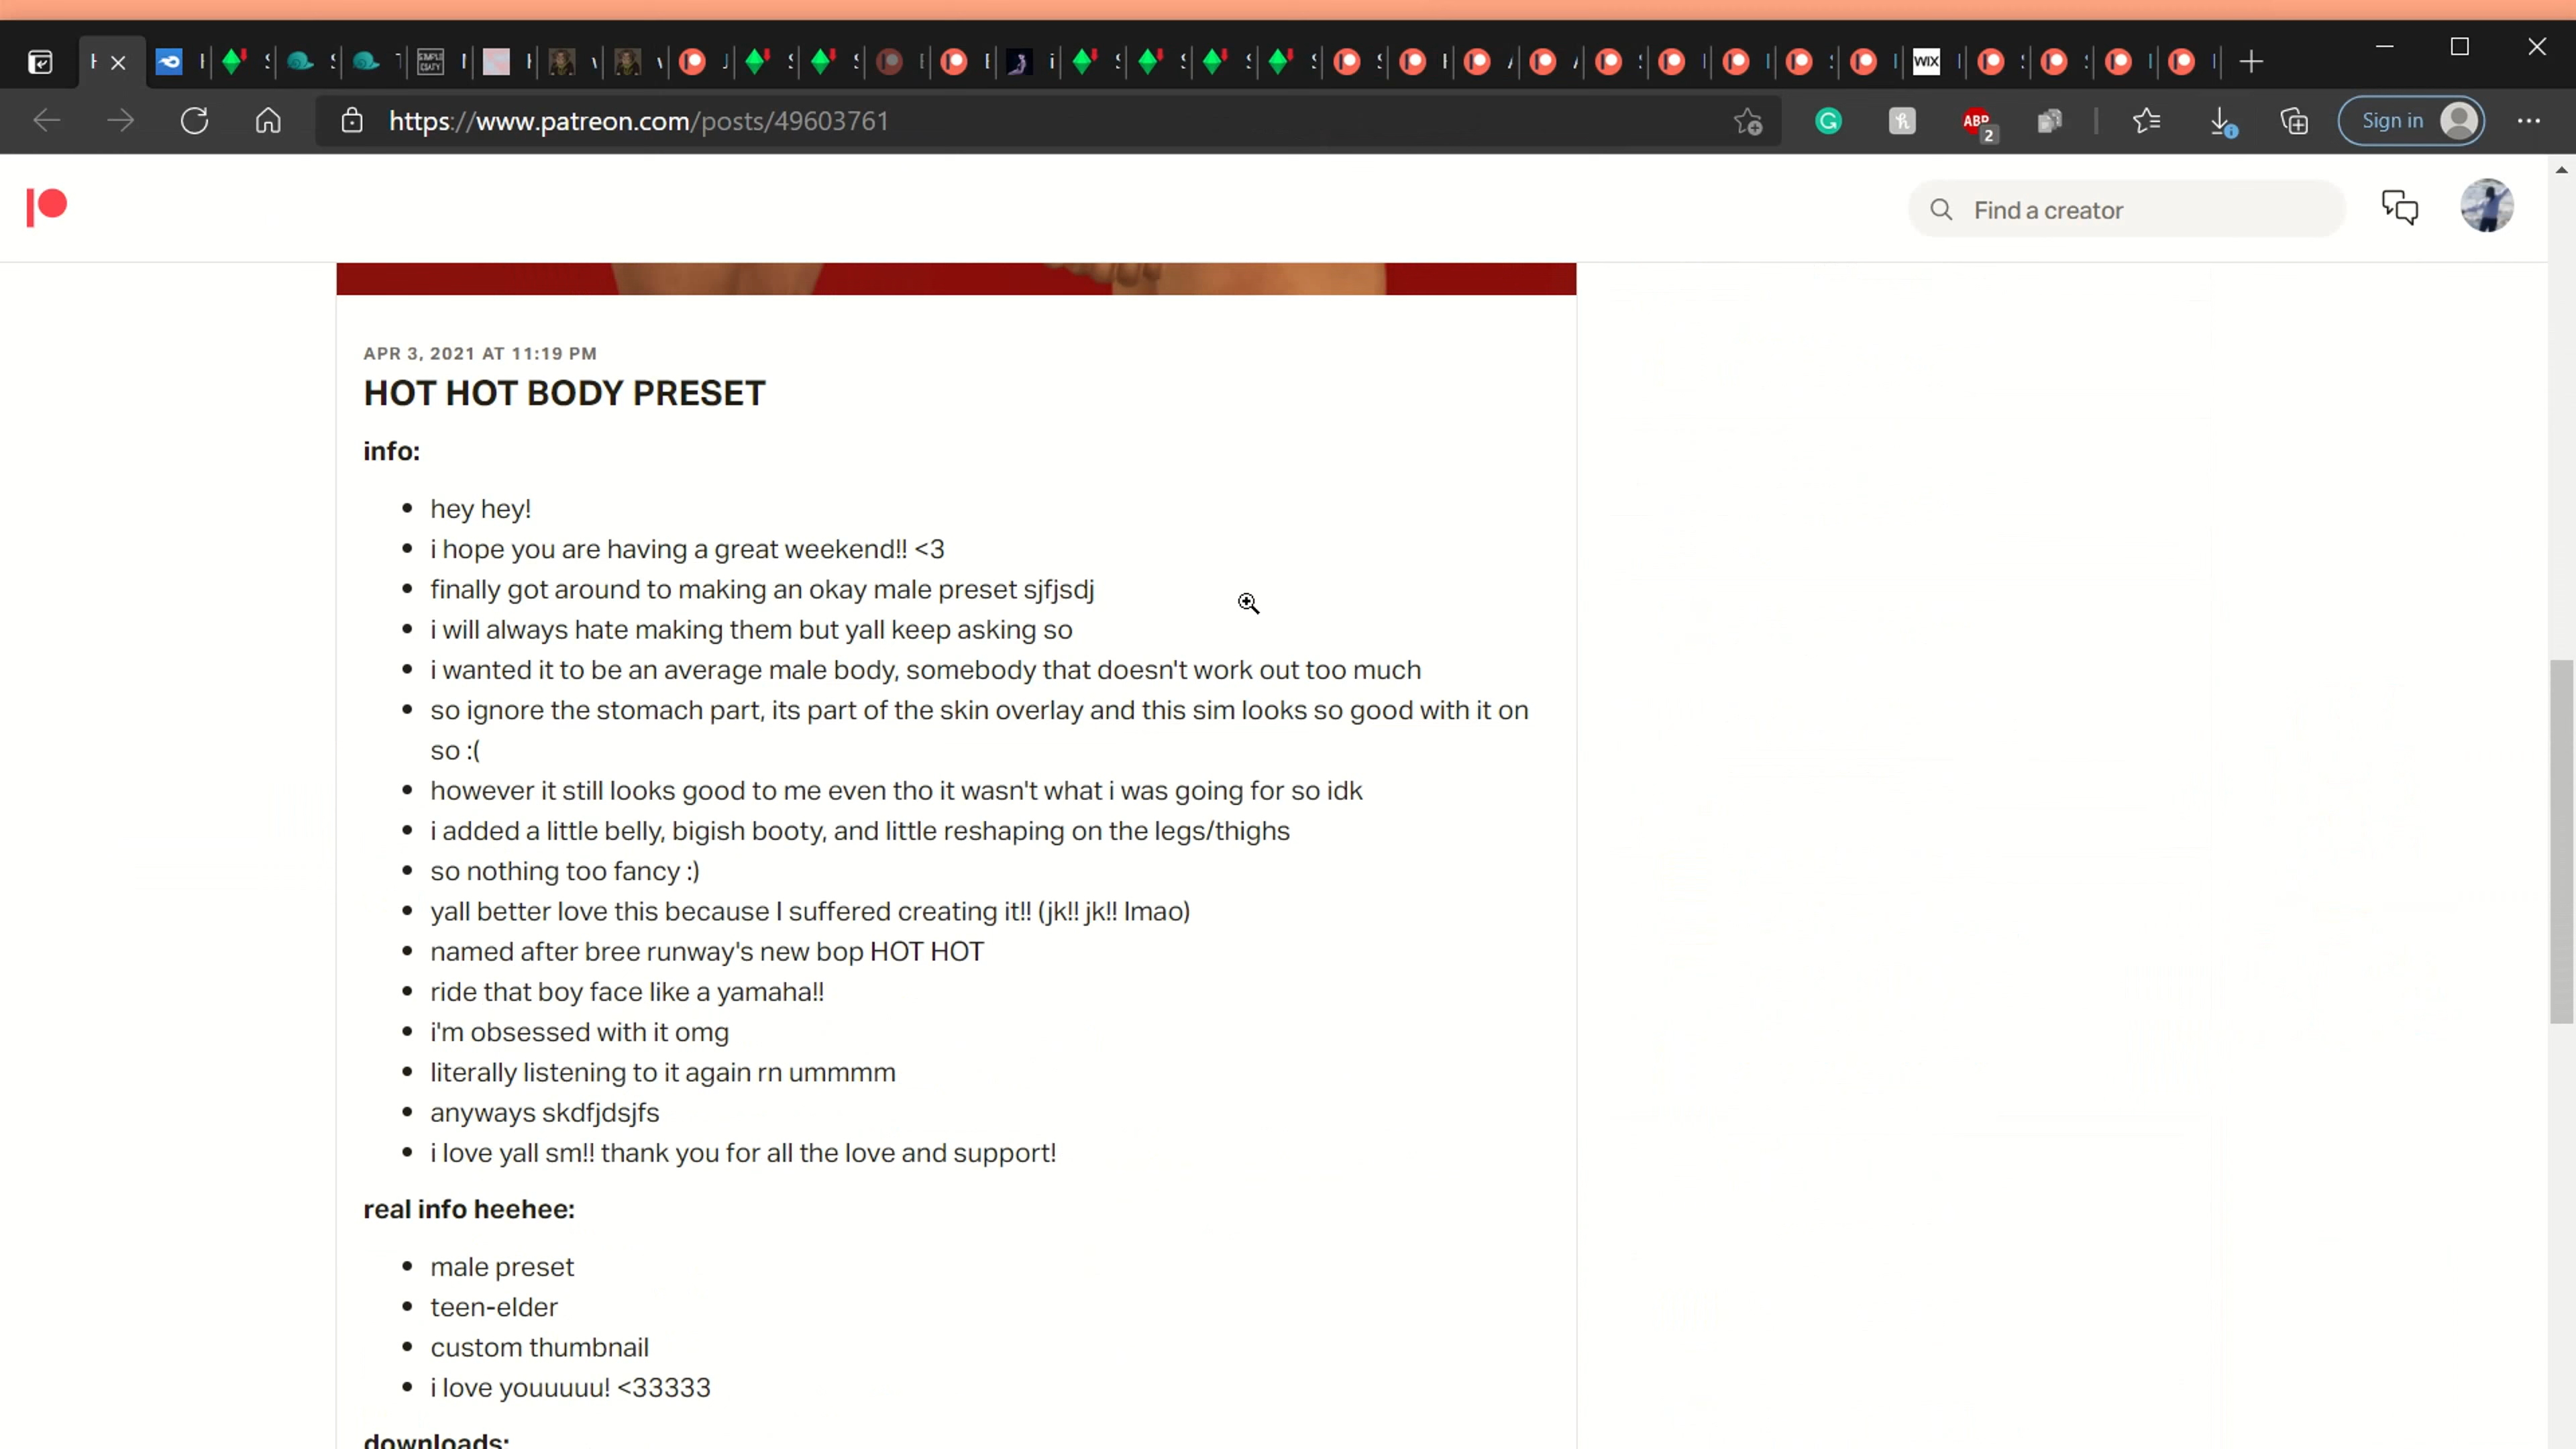 https://www.patreon.com/posts/49603761
ABP
2
Sign in
WIX
Find a creator
APR 3, 2021 AT 11:19 PM
HOT HOT BODY PRESET
info:
hey hey!
i hope you are having a great weekend!! <3
finally got around to making an okay male preset sjfjsdj
i will always hate making them but yall keep asking so
i wanted it to be an average male body, somebody that doesn't work out too much
so ignore the stomach part, its part of the skin overlay and this sim looks so good with it on
so :(
however it still looks good to me even tho it wasn't what i was going for so idk
i added a little belly, bigish booty, and little reshaping on the legs/thighs
so nothing too fancy :)
yall better love this because I suffered creating it!! (jk!! jk!! lmao)
named after bree runway's new bop HOT HOT
ride that boy face like a yamaha!!
i'm obsessed with it omg
literally listening to it again rn ummmm
anyways skdfjdsjfs
i love yall sm!! thank you for all the love and support!
real info heehee:
male preset
teen-elder
custom thumbnail
i love youuuuu! <33333
downloads: